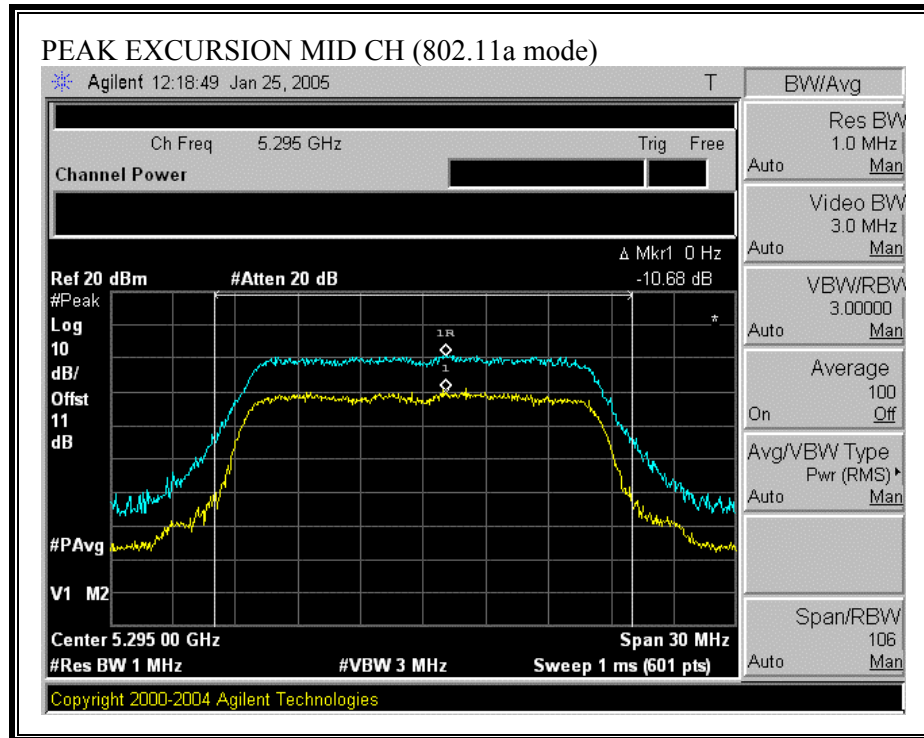 PEAK EXCURSION MID CH (802.11a mode)
Agilent 12:18:49 Jan 25, 2005 T
BW/Avg
Ch Freq 5.295 GHz Trig Free
Channel Power
Res BW
1.0 MHz
Auto Man
Video BW
3.0 MHz
Auto Man
Δ Mkr1 0 Hz
Ref 20 dBm #Atten 20 dB -10.68 dB
VBW/RBW
3.00000
Auto Man
#Peak
Log
10
dB/
Offst
11
dB
1R
1
*
Average
100
On Off
Avg/VBW Type
Pwr (RMS)
Auto Man
#PAvg
V1 M2
Center 5.295 00 GHz Span 30 MHz
#Res BW 1 MHz #VBW 3 MHz Sweep 1 ms (601 pts)
Span/RBW
106
Auto Man
Copyright 2000-2004 Agilent Technologies